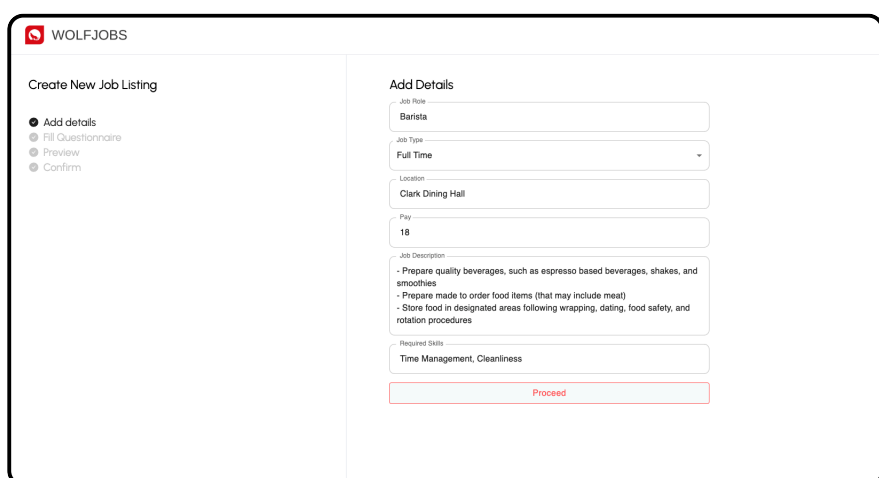 WOLFJOBS
Create New Job Listing
Add details
Fill Questionnaire
Preview
Confirm
Add Details
Job Role
Barista
Job Type
Full Time
Location
Clark Dining Hall
Pay
18
Job Description
- Prepare quality beverages, such as espresso based beverages, shakes, and
smoothies
- Prepare made to order food items (that may include meat)
- Store food in designated areas following wrapping, dating, food safety, and
rotation procedures
Required Skills
Time Management, Cleanliness
Proceed